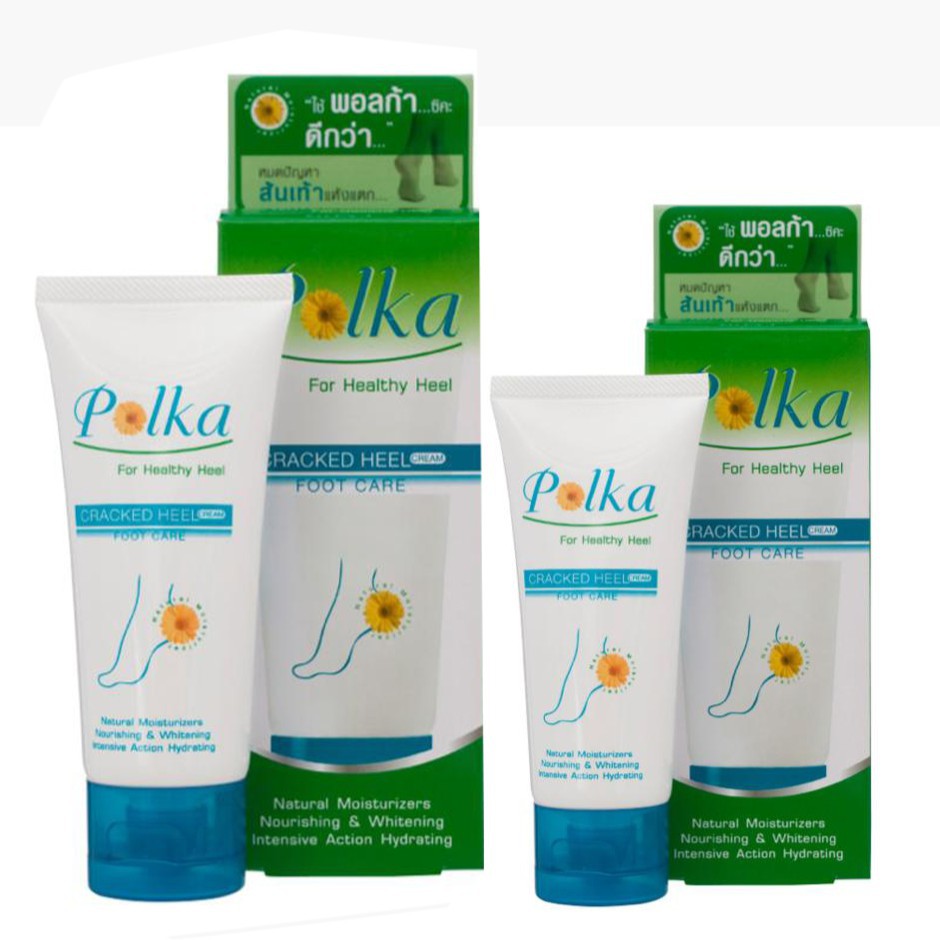 "ใช้ พอลก้า...ซิคะ
ดีกว่า..."
หมดปัญหา
ส้นเท้าแห้งแตก...
Polka
For Healthy Heel
CRACKED HEEL CREAM
FOOT CARE
Natural Moisturizers
Nourishing & Whitening
Intensive Action Hydrating
Polka
For Healthy Heel
CRACKED HEEL CREAM
FOOT CARE
Natural Moisturizers
Nourishing & Whitening
Intensive Action Hydrating
"ใช้ พอลก้า...ซิคะ
ดีกว่า..."
หมดปัญหา
ส้นเท้าแห้งแตก...
Polka
For Healthy Heel
CRACKED HEEL CREAM
FOOT CARE
Natural Moisturizers
Nourishing & Whitening
Intensive Action Hydrating
Polka
For Healthy Heel
CRACKED HEEL CREAM
FOOT CARE
Natural Moisturizers
Nourishing & Whitening
Intensive Action Hydrating